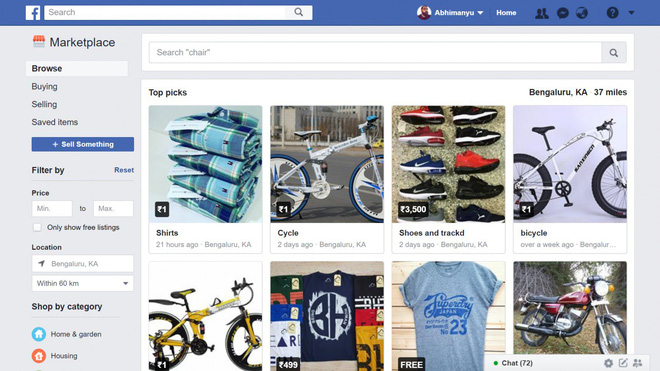 f
Search
Abhimanyu
Home
Marketplace
Browse
Buying
Selling
Saved items
+ Sell Something
Filter by
Reset
Price
Min.
to
Max.
Only show free listings
Location
Bengaluru, KA
Within 60 km
Shop by category
Home & garden
Housing
Search "chair"
Top picks
Bengaluru, KA · 37 miles
₹1
Shirts
21 hours ago · Bengaluru, KA
₹1
Cycle
2 days ago · Bengaluru, KA
₹3,500
Shoes and trackd
2 days ago · Bengaluru, KA
₹1
bicycle
over a week ago · Bengalur...
₹1
₹499
BH
FREE
Superdry
JAPAN
No 23
Chat (72)